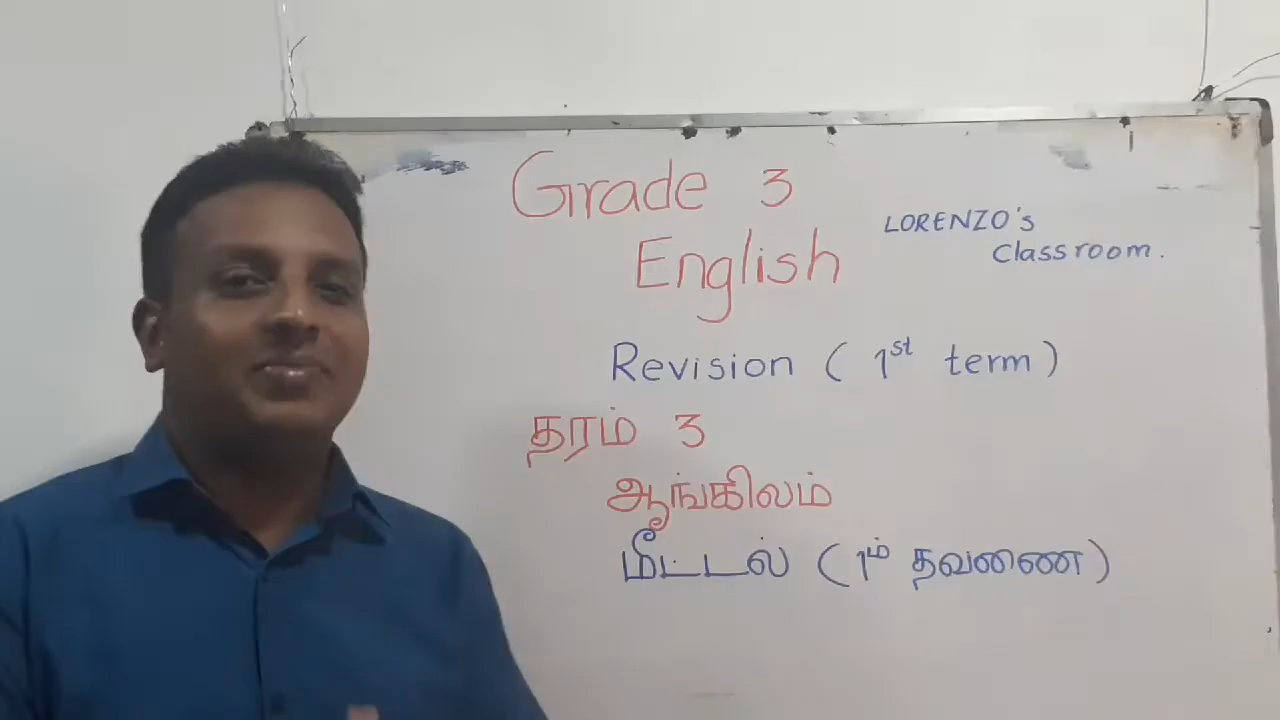 Grade 3
English
LORENZO's
Classroom.
Revision (1st term)
தரம் 3
ஆங்கிலம்
மீட்டல் (1ம் தவணை)